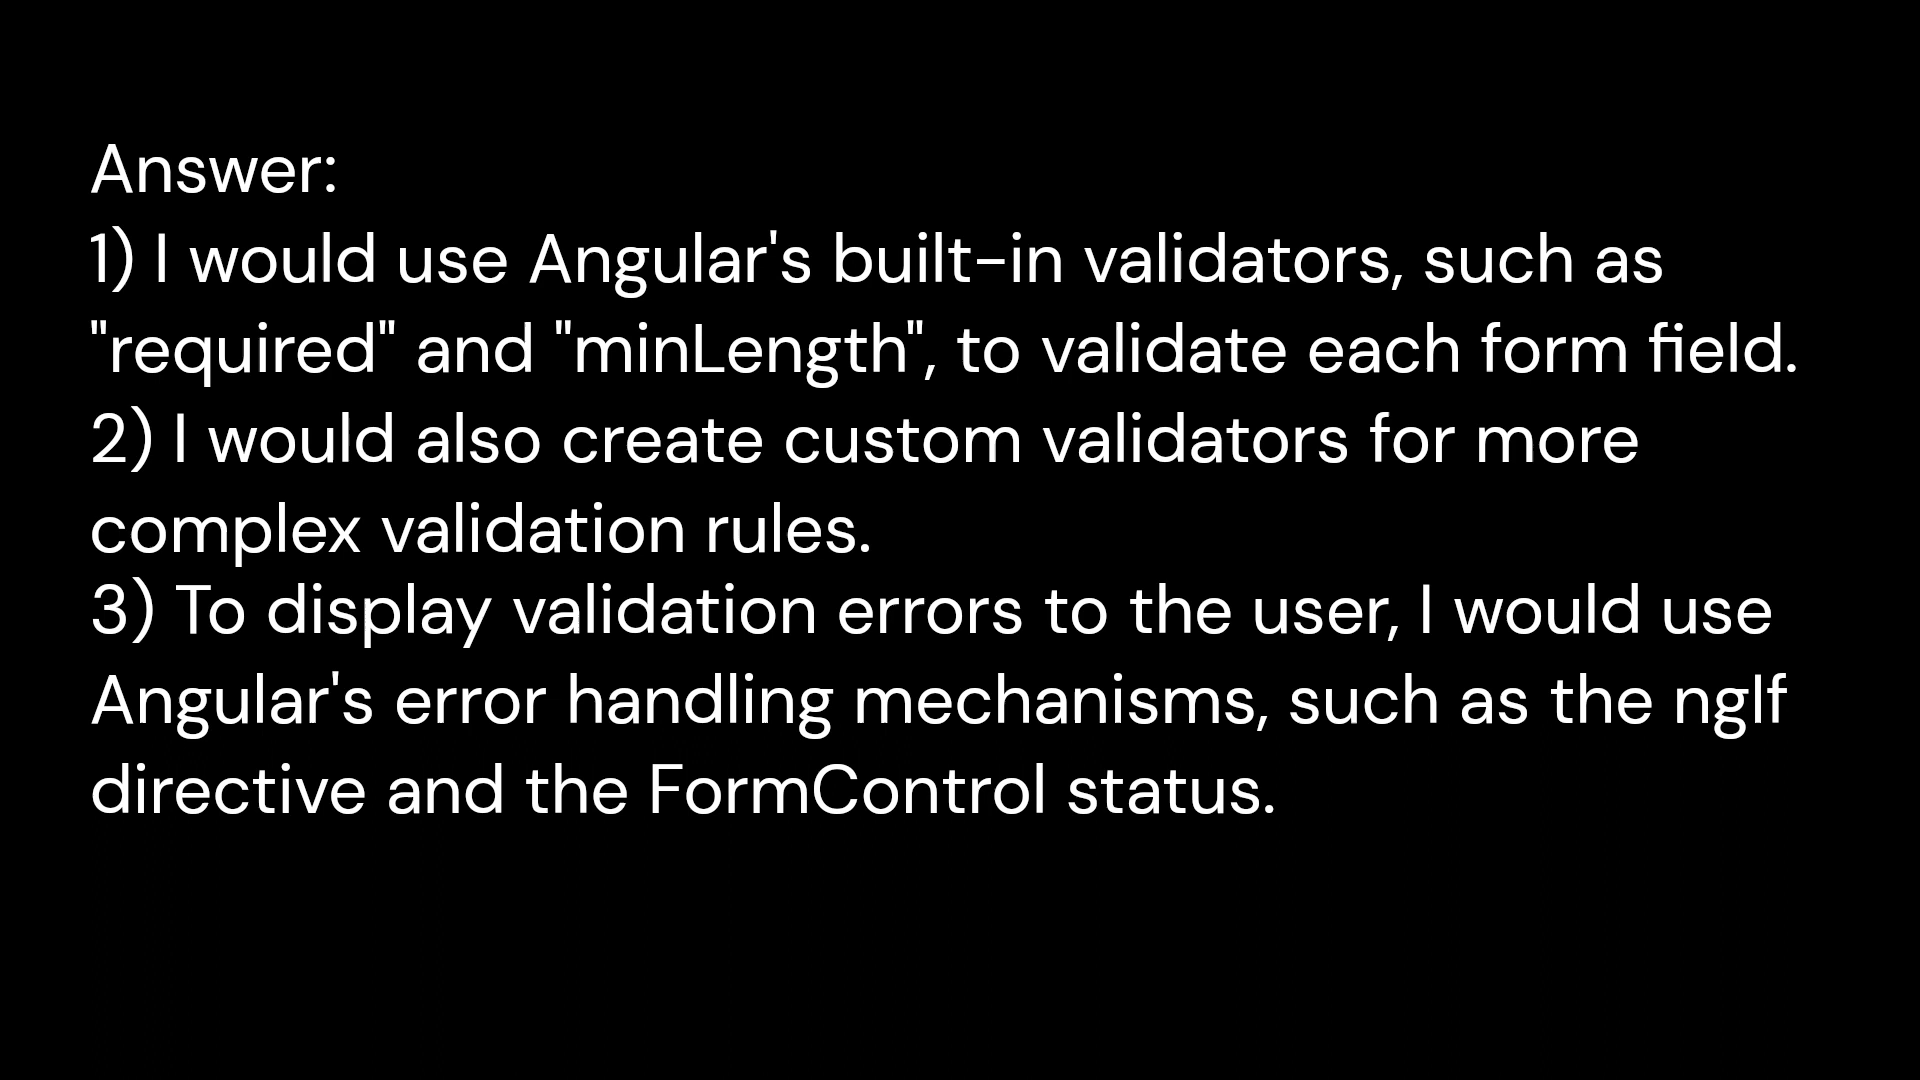 Answer:
1) I would use Angular's built-in validators, such as
"required" and "minLength", to validate each form field.
2) I would also create custom validators for more
complex validation rules.
3) To display validation errors to the user, I would use
Angular's error handling mechanisms, such as the ngIf
directive and the FormControl status.